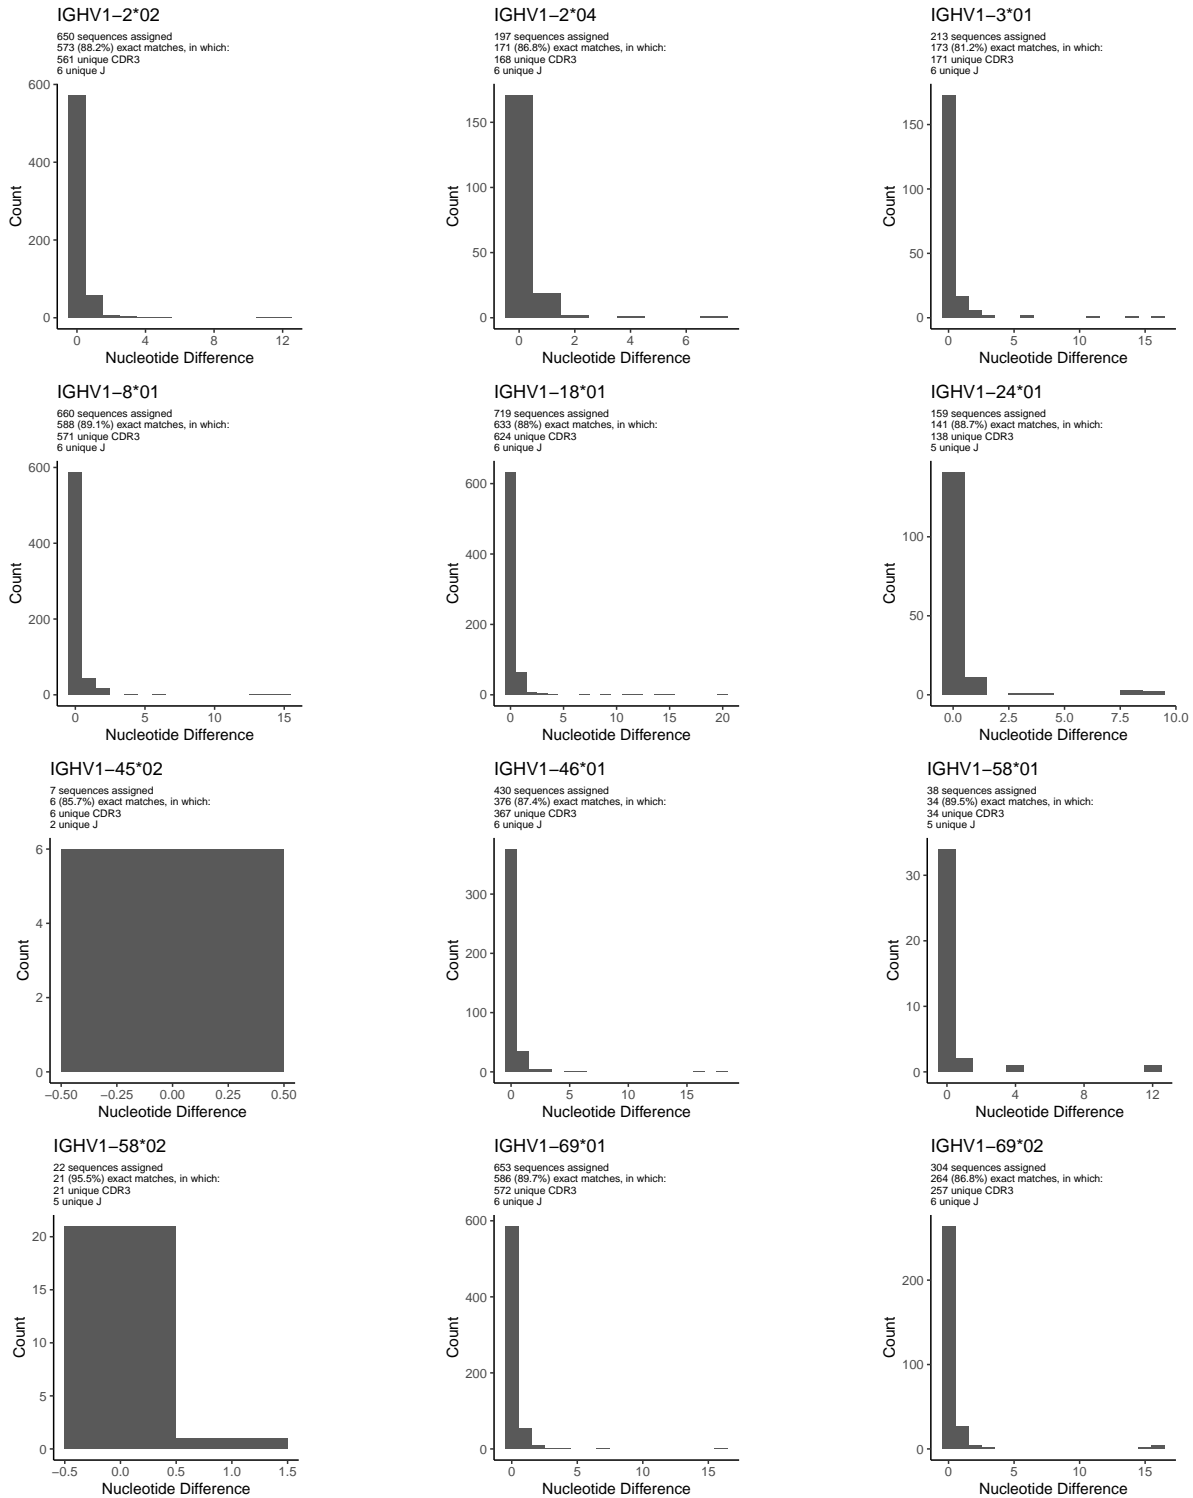 IGHV1−2*02
650 sequences assigned
573 (88.2%) exact matches, in which:
561 unique CDR3
6 unique J
600
400
200
0
Count
0 4 8 12
Nucleotide Difference
IGHV1−2*04
197 sequences assigned
171 (86.8%) exact matches, in which:
168 unique CDR3
6 unique J
150
100
50
0
Count
0 2 4 6
Nucleotide Difference
IGHV1−3*01
213 sequences assigned
173 (81.2%) exact matches, in which:
171 unique CDR3
6 unique J
150
100
50
0
Count
0 5 10 15
Nucleotide Difference
IGHV1−8*01
660 sequences assigned
588 (89.1%) exact matches, in which:
571 unique CDR3
6 unique J
600
400
200
0
Count
0 5 10 15
Nucleotide Difference
IGHV1−18*01
719 sequences assigned
633 (88%) exact matches, in which:
624 unique CDR3
6 unique J
600
400
200
0
Count
0 5 10 15 20
Nucleotide Difference
IGHV1−24*01
159 sequences assigned
141 (88.7%) exact matches, in which:
138 unique CDR3
5 unique J
100
50
0
Count
0.0 2.5 5.0 7.5 10.0
Nucleotide Difference
IGHV1−45*02
7 sequences assigned
6 (85.7%) exact matches, in which:
6 unique CDR3
2 unique J
6
4
2
0
Count
−0.50 −0.25 0.00 0.25 0.50
Nucleotide Difference
IGHV1−46*01
430 sequences assigned
376 (87.4%) exact matches, in which:
367 unique CDR3
6 unique J
300
200
100
0
Count
0 5 10 15
Nucleotide Difference
IGHV1−58*01
38 sequences assigned
34 (89.5%) exact matches, in which:
34 unique CDR3
5 unique J
30
20
10
0
Count
0 4 8 12
Nucleotide Difference
IGHV1−58*02
22 sequences assigned
21 (95.5%) exact matches, in which:
21 unique CDR3
5 unique J
20
15
10
5
0
Count
−0.5 0.0 0.5 1.0 1.5
Nucleotide Difference
IGHV1−69*01
653 sequences assigned
586 (89.7%) exact matches, in which:
572 unique CDR3
6 unique J
600
400
200
0
Count
0 5 10 15
Nucleotide Difference
IGHV1−69*02
304 sequences assigned
264 (86.8%) exact matches, in which:
257 unique CDR3
6 unique J
200
100
0
Count
0 5 10 15
Nucleotide Difference